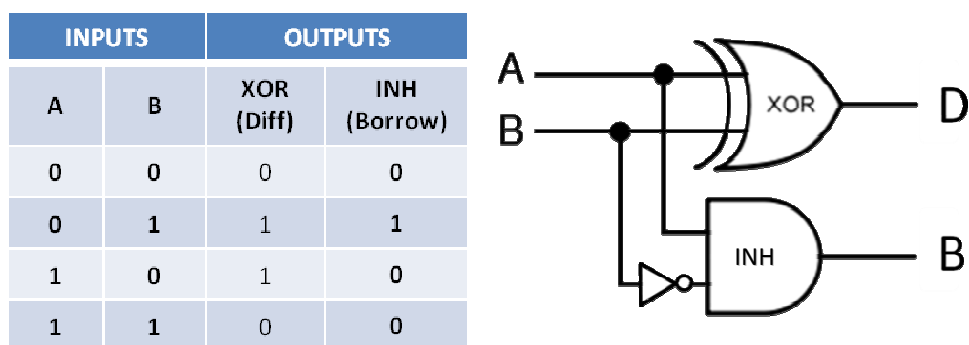 INPUTS OUTPUTS
A B XOR (Diff) INH (Borrow)
0 0 0 0
0 1 1 1
1 0 1 0
1 1 0 0
A
B
XOR
D
INH
B